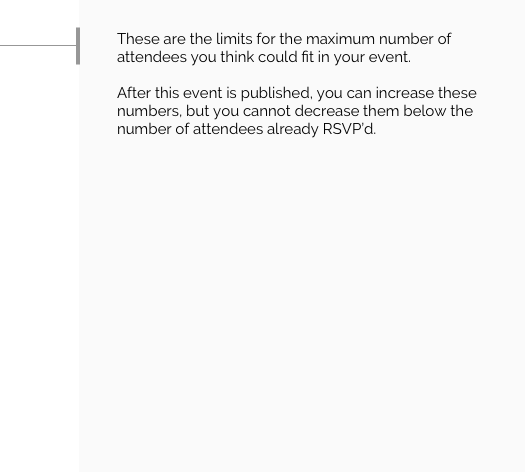 These are the limits for the maximum number of
attendees you think could fit in your event.
After this event is published, you can increase these
numbers, but you cannot decrease them below the
number of attendees already RSVP'd.